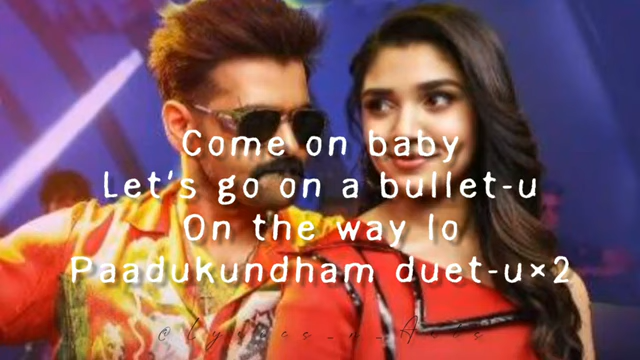 Come on baby
Let's go on a bullet-u
On the way lo
Paadukundham duet-u×2